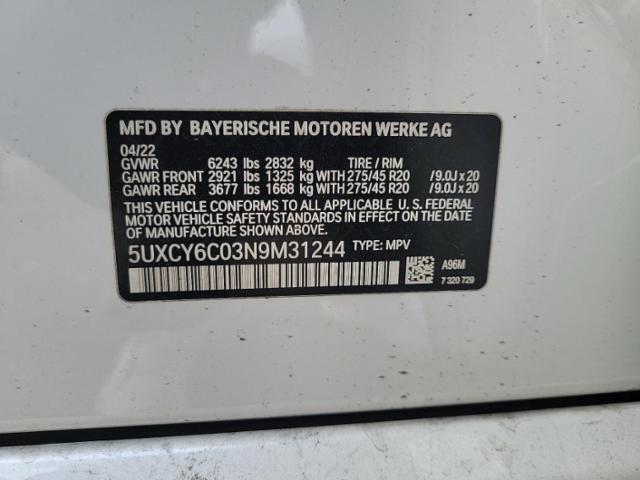 MFD BY BAYERISCHE MOTOREN WERKE AG
04/22
GVWR 6243 lbs 2832 kg TIRE / RIM
GAWR FRONT 2921 lbs 1325 kg WITH 275/45 R20 /9.0J x 20
GAWR REAR 3677 lbs 1668 kg WITH 275/45 R20 /9.0J x 20
THIS VEHICLE CONFORMS TO ALL APPLICABLE U. S. FEDERAL
MOTOR VEHICLE SAFETY STANDARDS IN EFFECT ON THE DATE
OF MANUFACTURE SHOWN ABOVE.
5UXCY6C03N9M31244 TYPE: MPV
A96M
7 320 729